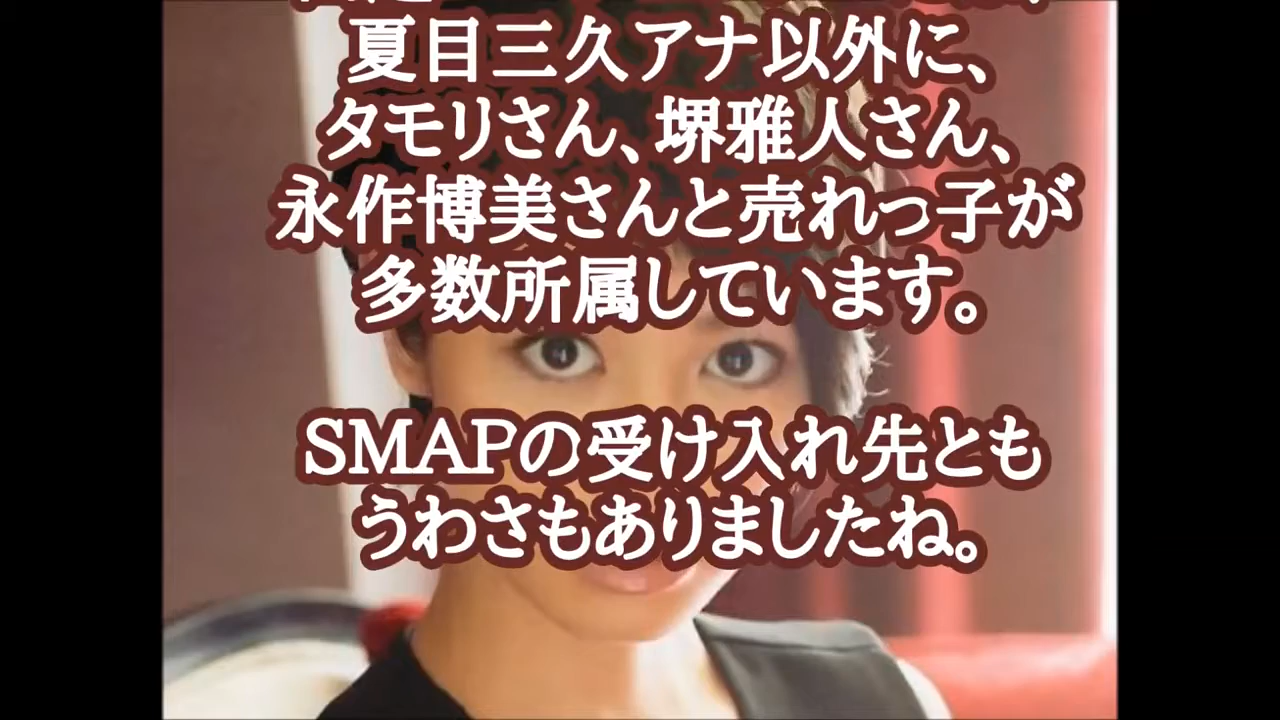 夏目三久アナ以外に、
タモリさん、堺雅人さん、
永作博美さんと売れっ子が
多数所属しています。
SMAPの受け入れ先とも
うわさもありましたね。